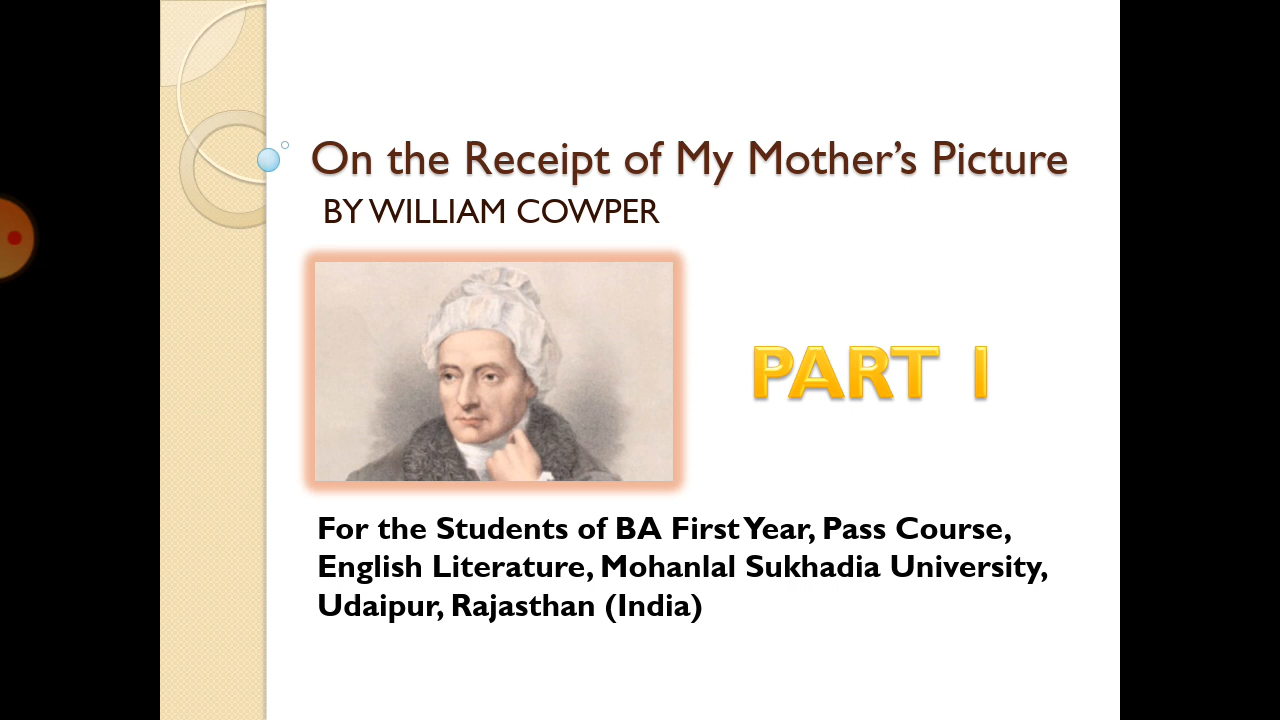 On the Receipt of My Mother’s Picture
BY WILLIAM COWPER
PART 1
For the Students of BA First Year, Pass Course,
English Literature, Mohanlal Sukhadia University,
Udaipur, Rajasthan (India)